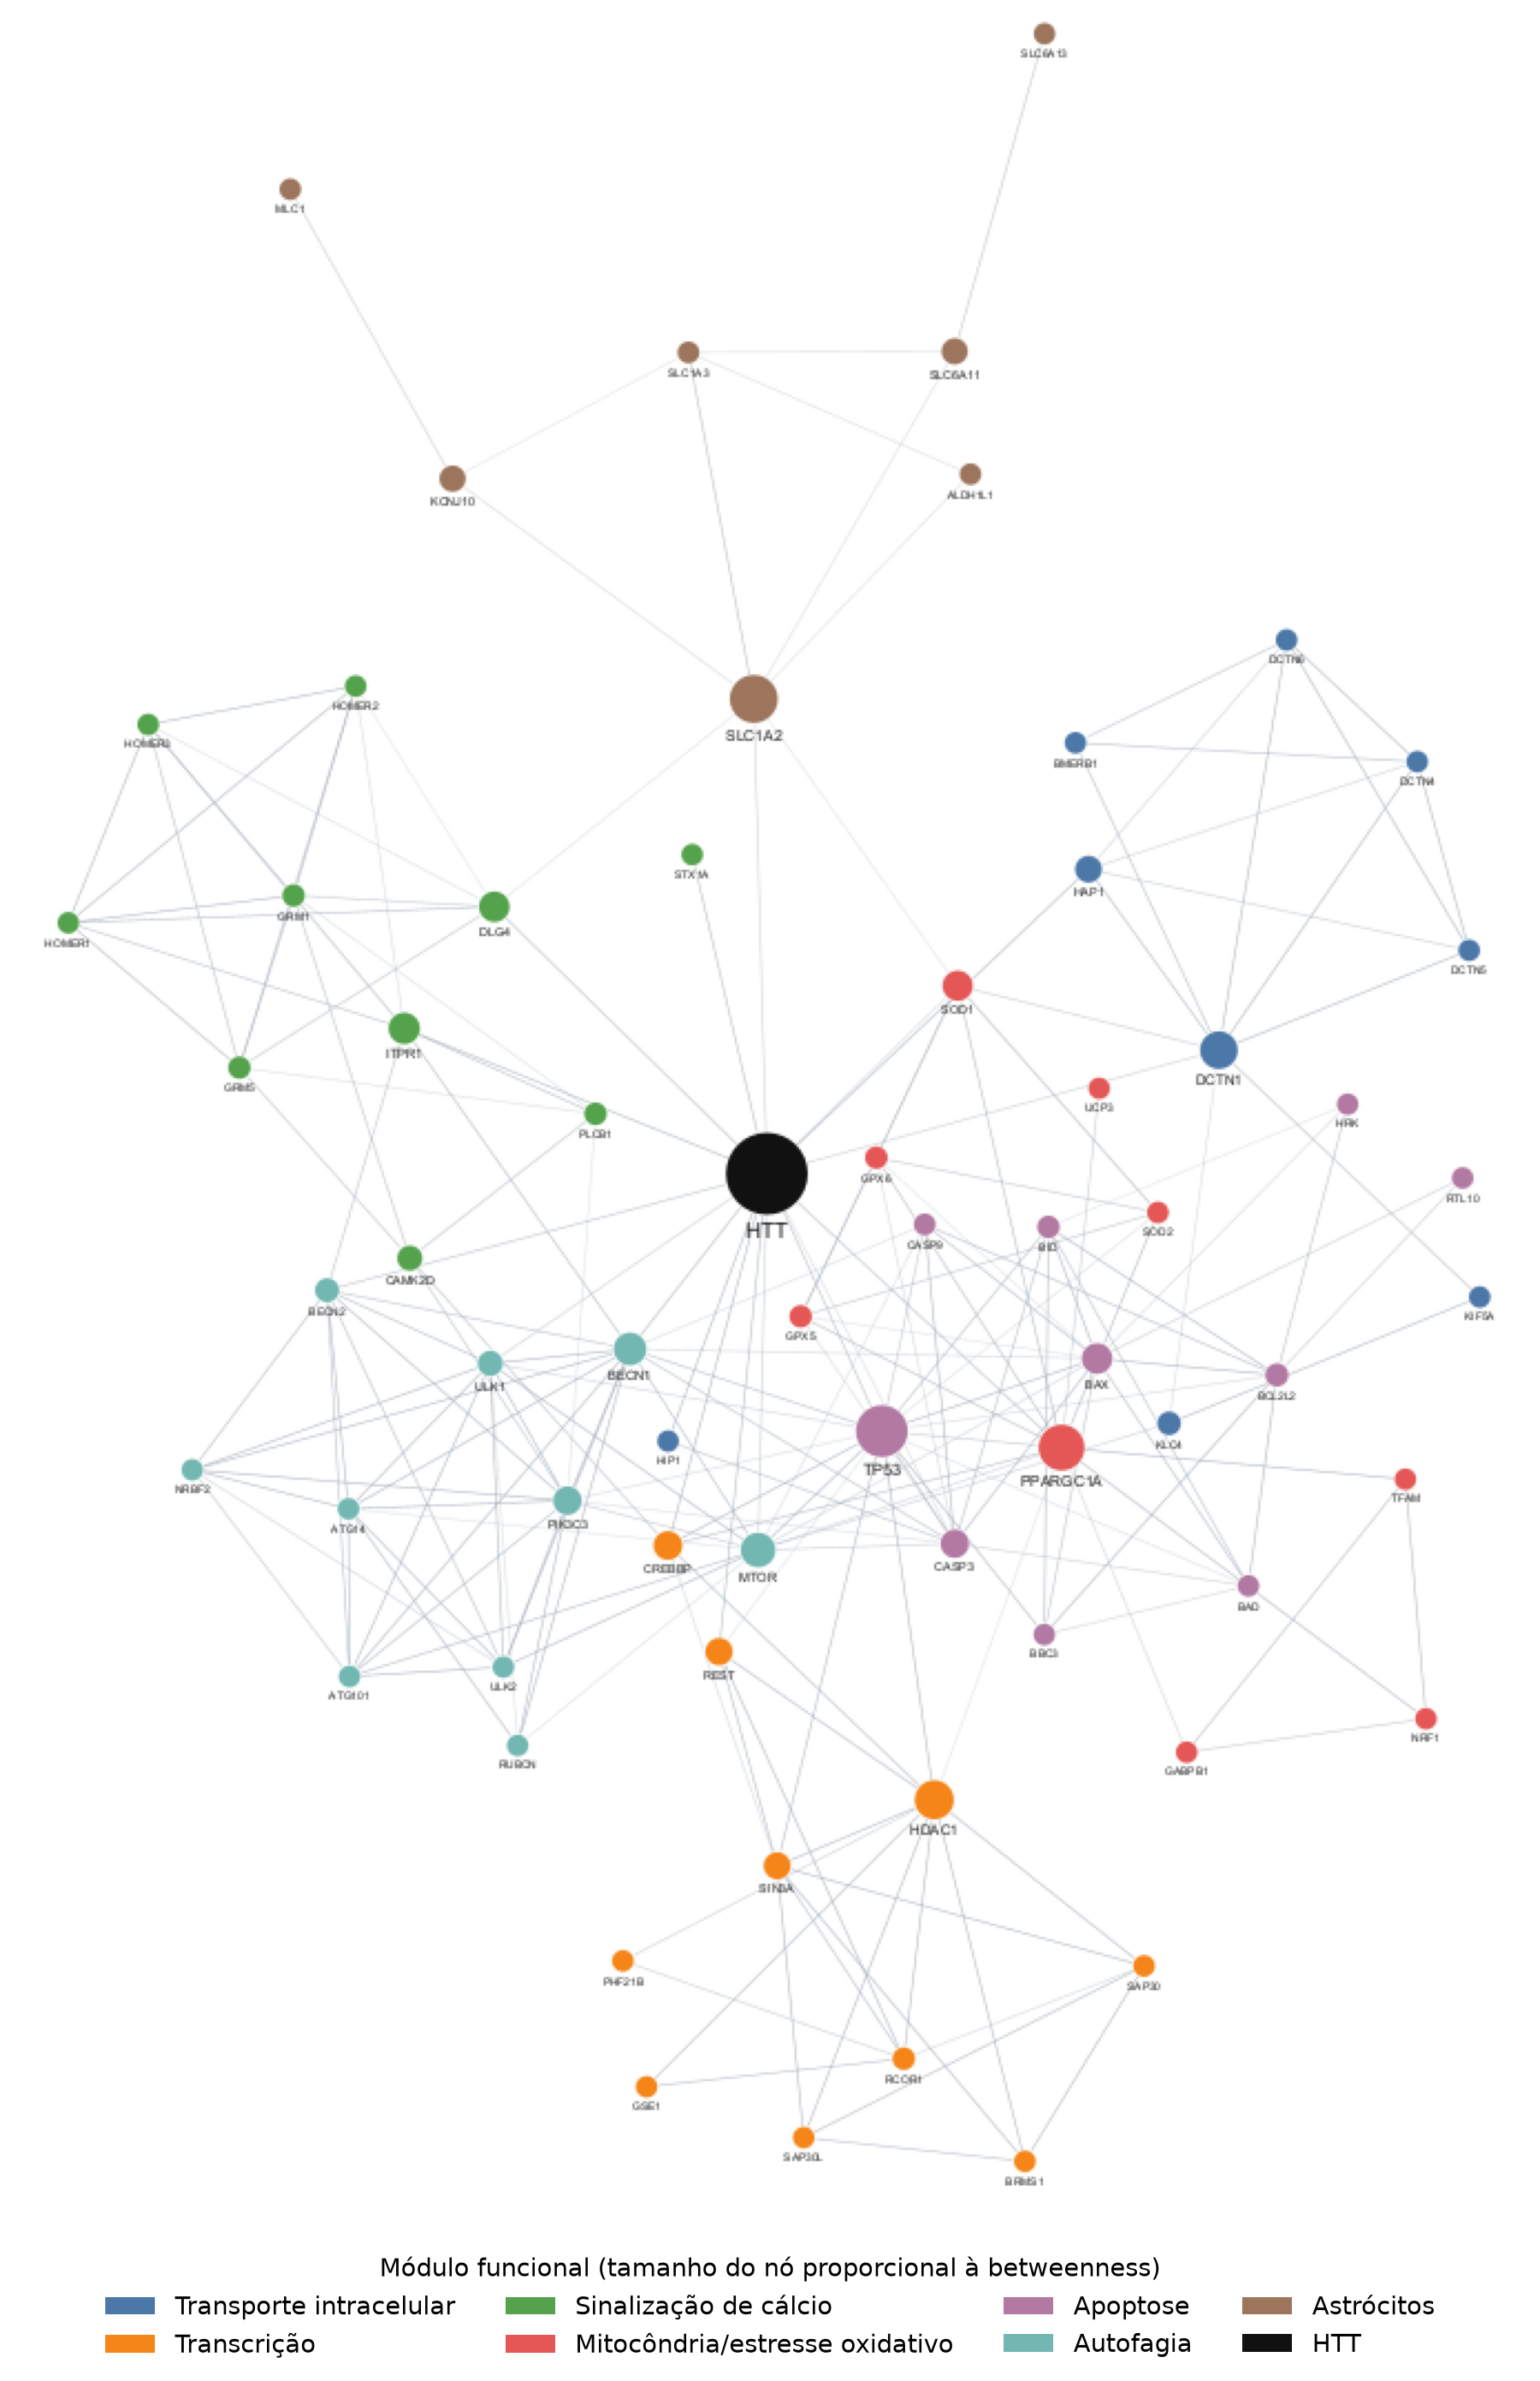 SLC6A13
MLC1
SLC1A3
SLC6A11
KCNJ10
ALDH1L1
DCTN6
HOMER2
SLC1A2
HOMER3
BMERB1
DCTN4
STX1A
HAP1
GRM1
DLG4
HOMER1
DCTN5
SOD1
ITPR1
DCTN1
GRM5
UCP3
HRK
PLCB1
GPX6
RTL10
HTT
CASP9
BID
SOD2
CAMK2D
BECN2
KIF5A
GPX5
BECN1
ULK1
BAX
BCL2L2
KLC4
HIP1
TP53
PPARGC1A
NRBF2
TFAM
ATG14
PIK3C3
CREBBP
MTOR
CASP3
BAD
BBC3
REST
ULK2
ATG101
NRF1
RUBCN
GABPB1
HDAC1
SIN3A
PHF21B
SAP30
RCOR1
GSE1
SAP30L
BRMS1
Módulo funcional (tamanho do nó proporcional à betweenness)
Transporte intracelular
Sinalização de cálcio
Apoptose
Astrócitos
Transcrição
Mitocôndria/estresse oxidativo
Autofagia
HTT